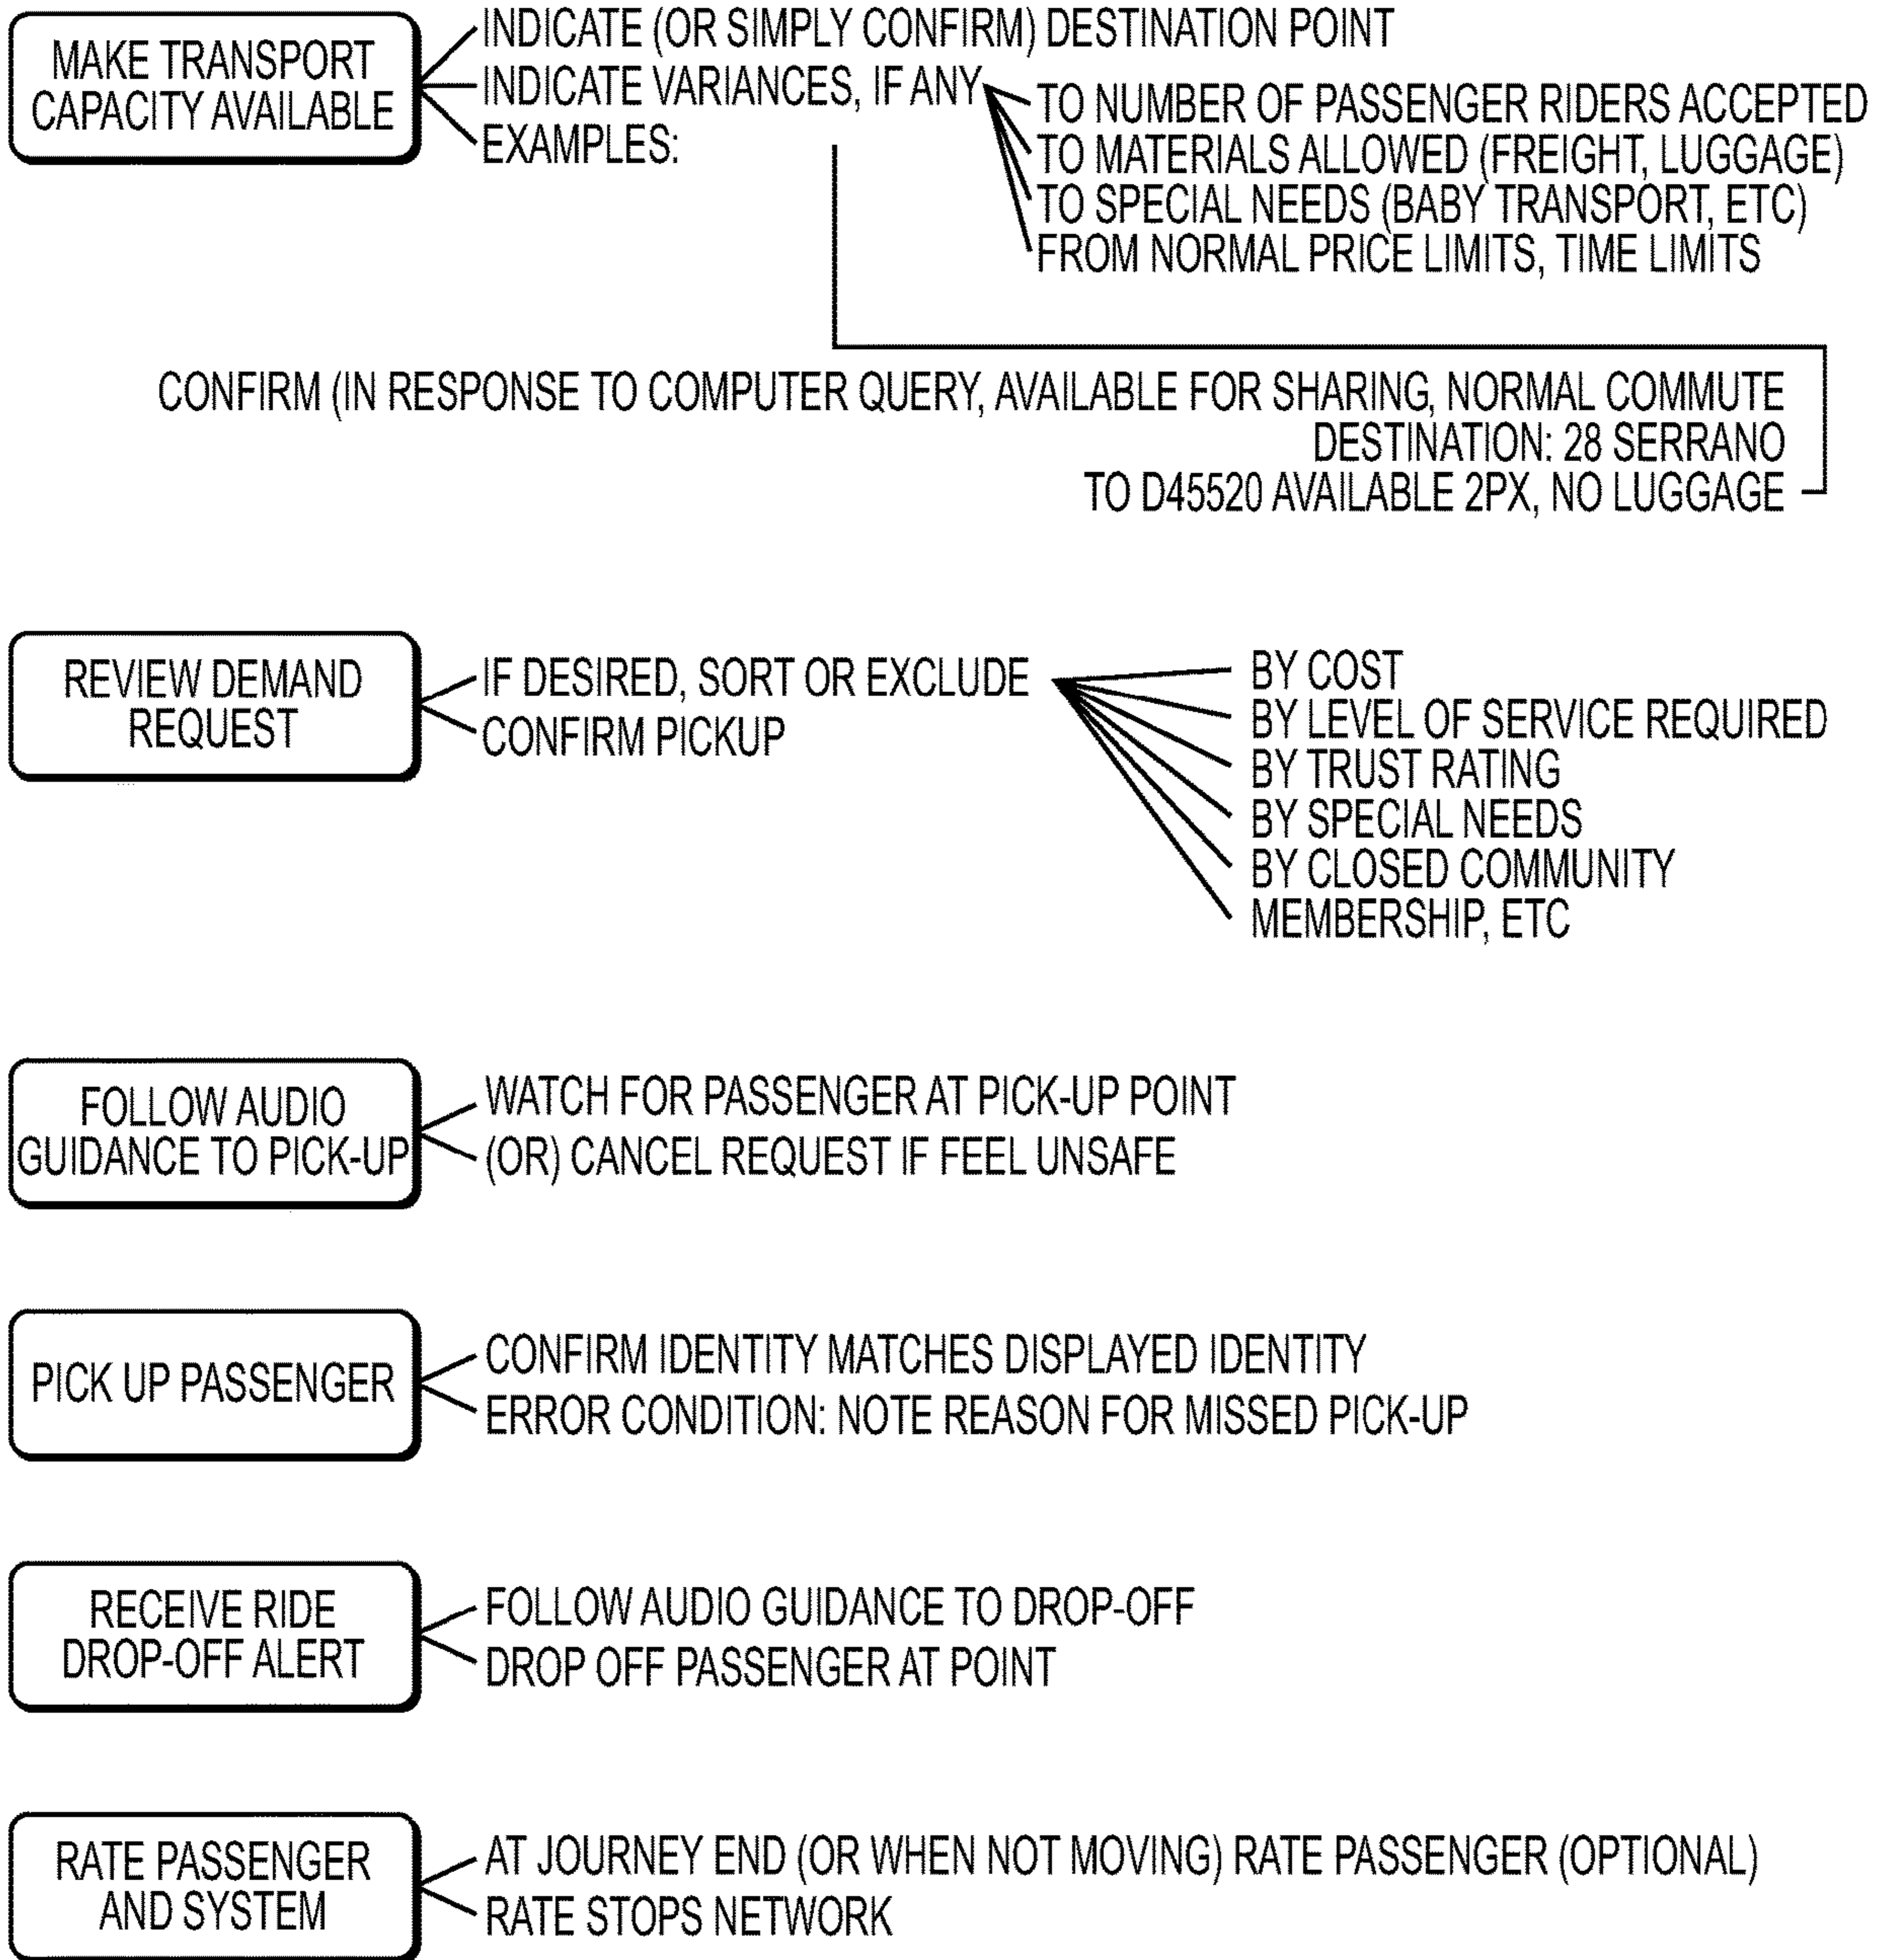 MAKE TRANSPORT
CAPACITY AVAILABLE
INDICATE (OR SIMPLY CONFIRM) DESTINATION POINT
INDICATE VARIANCES, IF ANY
EXAMPLES:
TO NUMBER OF PASSENGER RIDERS ACCEPTED
TO MATERIALS ALLOWED (FREIGHT, LUGGAGE)
TO SPECIAL NEEDS (BABY TRANSPORT, ETC)
FROM NORMAL PRICE LIMITS, TIME LIMITS
CONFIRM (IN RESPONSE TO COMPUTER QUERY, AVAILABLE FOR SHARING, NORMAL COMMUTE
DESTINATION: 28 SERRANO
TO D45520 AVAILABLE 2PX, NO LUGGAGE
REVIEW DEMAND
REQUEST
IF DESIRED, SORT OR EXCLUDE
CONFIRM PICKUP
BY COST
BY LEVEL OF SERVICE REQUIRED
BY TRUST RATING
BY SPECIAL NEEDS
BY CLOSED COMMUNITY
MEMBERSHIP, ETC
FOLLOW AUDIO
GUIDANCE TO PICK-UP
WATCH FOR PASSENGER AT PICK-UP POINT
(OR) CANCEL REQUEST IF FEEL UNSAFE
PICK UP PASSENGER
CONFIRM IDENTITY MATCHES DISPLAYED IDENTITY
ERROR CONDITION: NOTE REASON FOR MISSED PICK-UP
RECEIVE RIDE
DROP-OFF ALERT
FOLLOW AUDIO GUIDANCE TO DROP-OFF
DROP OFF PASSENGER AT POINT
RATE PASSENGER
AND SYSTEM
AT JOURNEY END (OR WHEN NOT MOVING) RATE PASSENGER (OPTIONAL)
RATE STOPS NETWORK